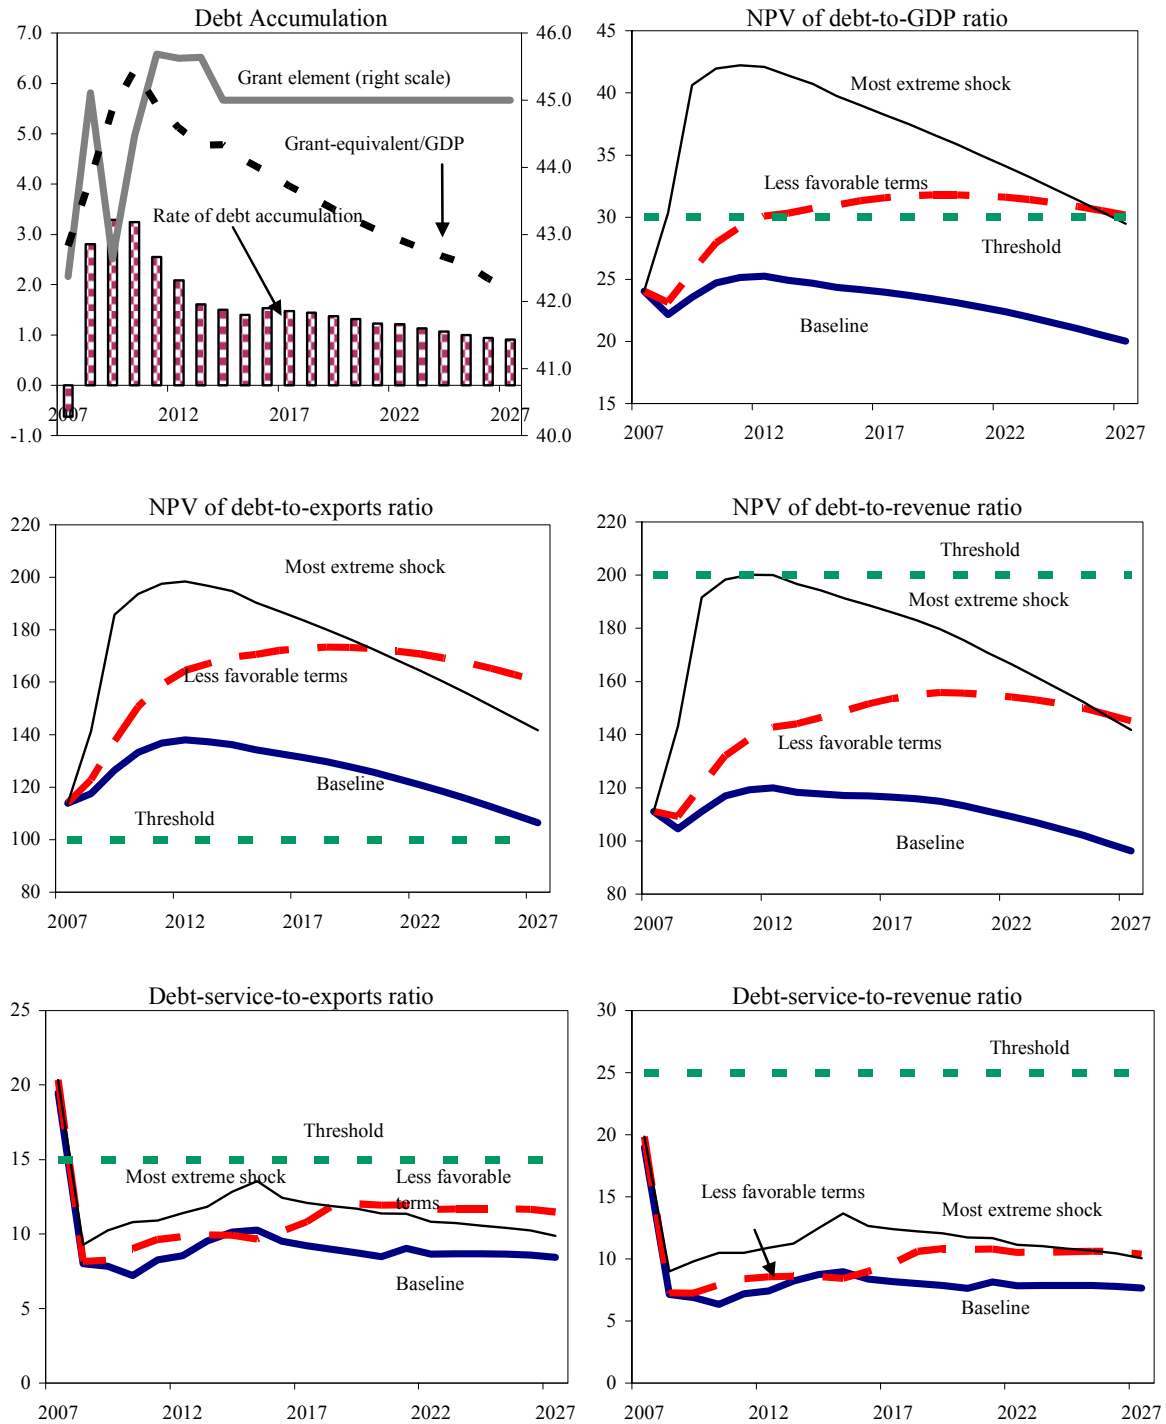 Debt Accumulation
7.0
6.0
5.0
4.0
3.0
2.0
1.0
0.0
-1.0
46.0
45.0
44.0
43.0
42.0
41.0
40.0
Grant element (right scale)
Grant-equivalent/GDP
Rate of debt accumulation
2007
2012
2017
2022
2027
NPV of debt-to-GDP ratio
45
40
35
30
25
20
15
Most extreme shock
Less favorable terms
Threshold
Baseline
2007
2012
2017
2022
2027
NPV of debt-to-exports ratio
220
200
180
160
140
120
100
80
Most extreme shock
Less favorable terms
Baseline
Threshold
2007
2012
2017
2022
2027
NPV of debt-to-revenue ratio
220
200
180
160
140
120
100
80
Threshold
Most extreme shock
Less favorable terms
Baseline
2007
2012
2017
2022
2027
Debt-service-to-exports ratio
25
20
15
10
5
0
Threshold
Most extreme shock
Less favorable
terms
Baseline
2007
2012
2017
2022
2027
Debt-service-to-revenue ratio
30
25
20
15
10
5
0
Threshold
Less favorable terms
Most extreme shock
Baseline
2007
2012
2017
2022
2027